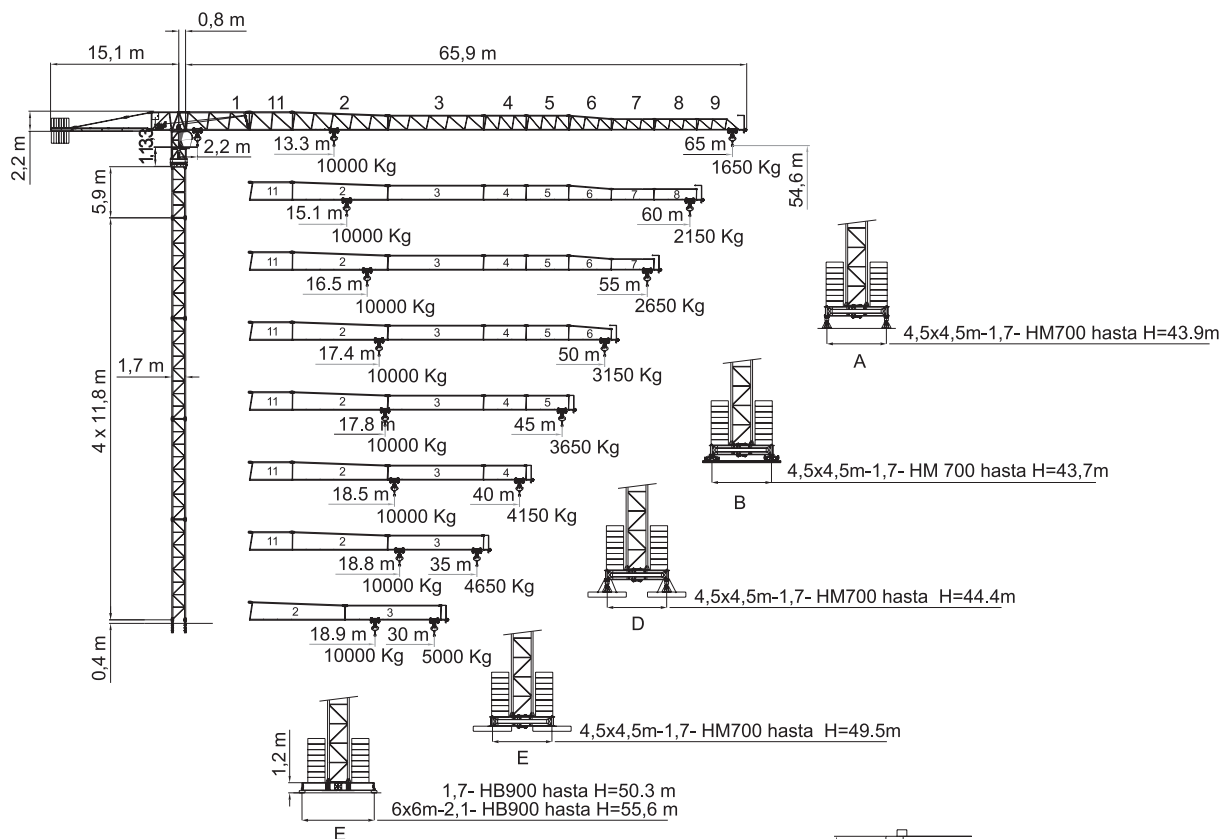 0,8 m
15,1 m
65,9 m
1 11 2 3 4 5 6 7 8 9
2,2 m
2,2 m
13.3 m
10000 Kg
65 m
1650 Kg
54,6 m
5,9 m
11 2 3 4 5 6 7 8
15.1 m
10000 Kg
60 m
2150 Kg
11 2 3 4 5 6 7
16.5 m
10000 Kg
55 m
2650 Kg
4,5x4,5m-1,7- HM700 hasta H=43.9m
A
11 2 3 4 5 6
17.4 m
10000 Kg
50 m
3150 Kg
1,7 m
4 x 11,8 m
11 2 3 4 5
17.8 m
10000 Kg
45 m
3650 Kg
4,5x4,5m-1,7- HM 700 hasta H=43,7m
B
11 2 3 4
18.5 m
10000 Kg
40 m
4150 Kg
11 2 3
18.8 m
10000 Kg
35 m
4650 Kg
4,5x4,5m-1,7- HM700 hasta H=44.4m
D
2 3
18.9 m
10000 Kg
30 m
5000 Kg
0,4 m
4,5x4,5m-1,7- HM700 hasta H=49.5m
E
1,2 m
1,7- HB900 hasta H=50.3 m
6x6m-2,1- HB900 hasta H=55,6 m